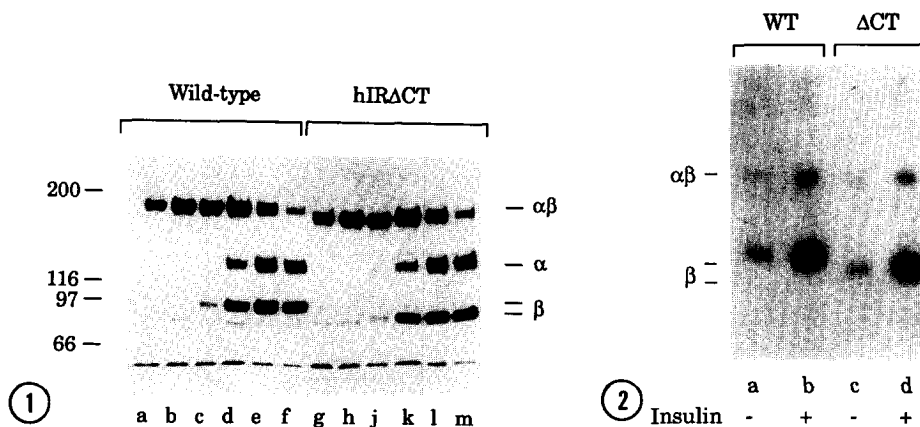 Wild-type hIRΔCT
200
116
97
66
αβ
α
β
a b c d e f g h j k l m
1
WT ΔCT
αβ
β
a b c d
Insulin - + - +
2